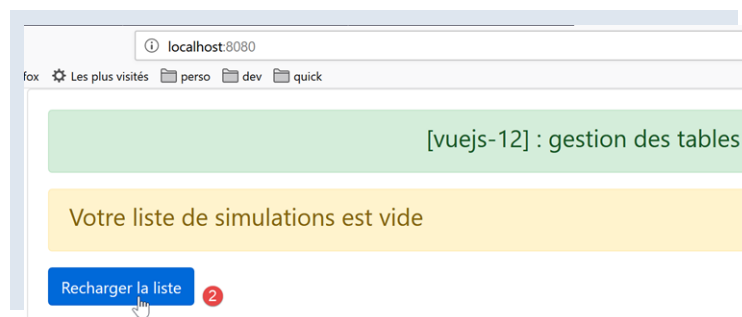 localhost:8080
fox Les plus visités perso dev quick
[vuejs-12] : gestion des tables
Votre liste de simulations est vide
Recharger la liste 2